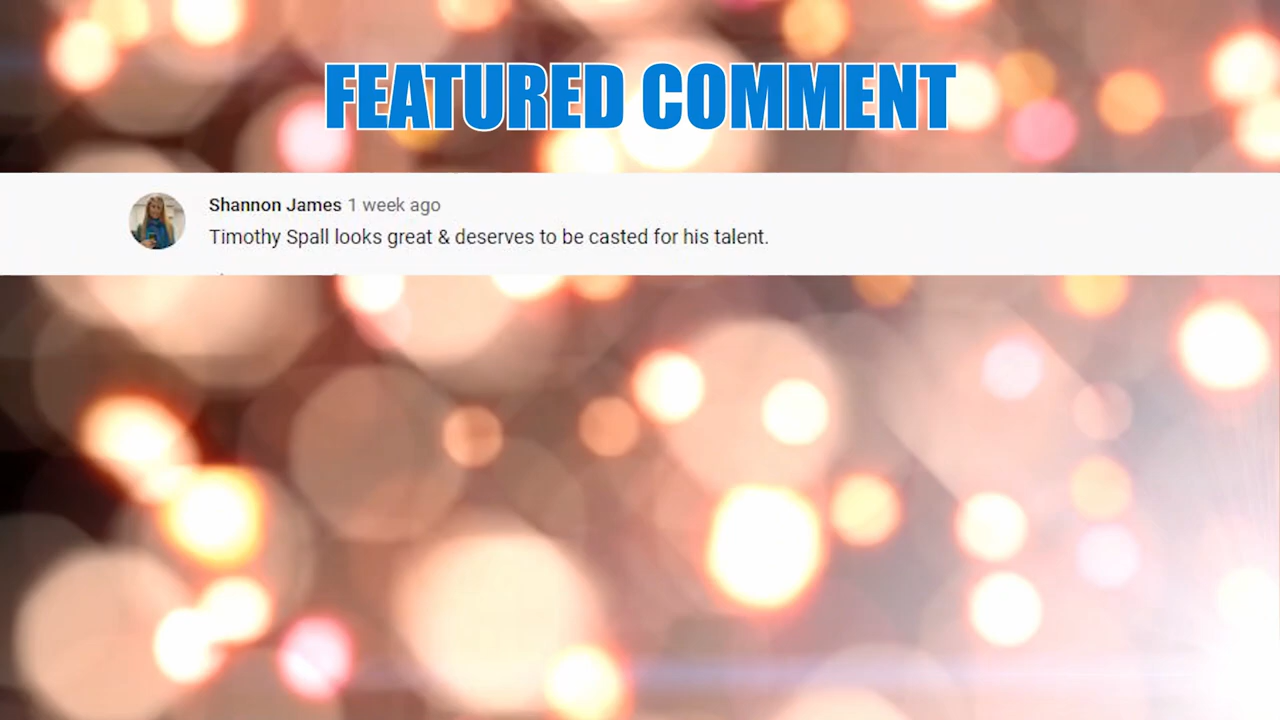 FEATURED COMMENT
Shannon James 1 week ago
Timothy Spall looks great & deserves to be casted for his talent.